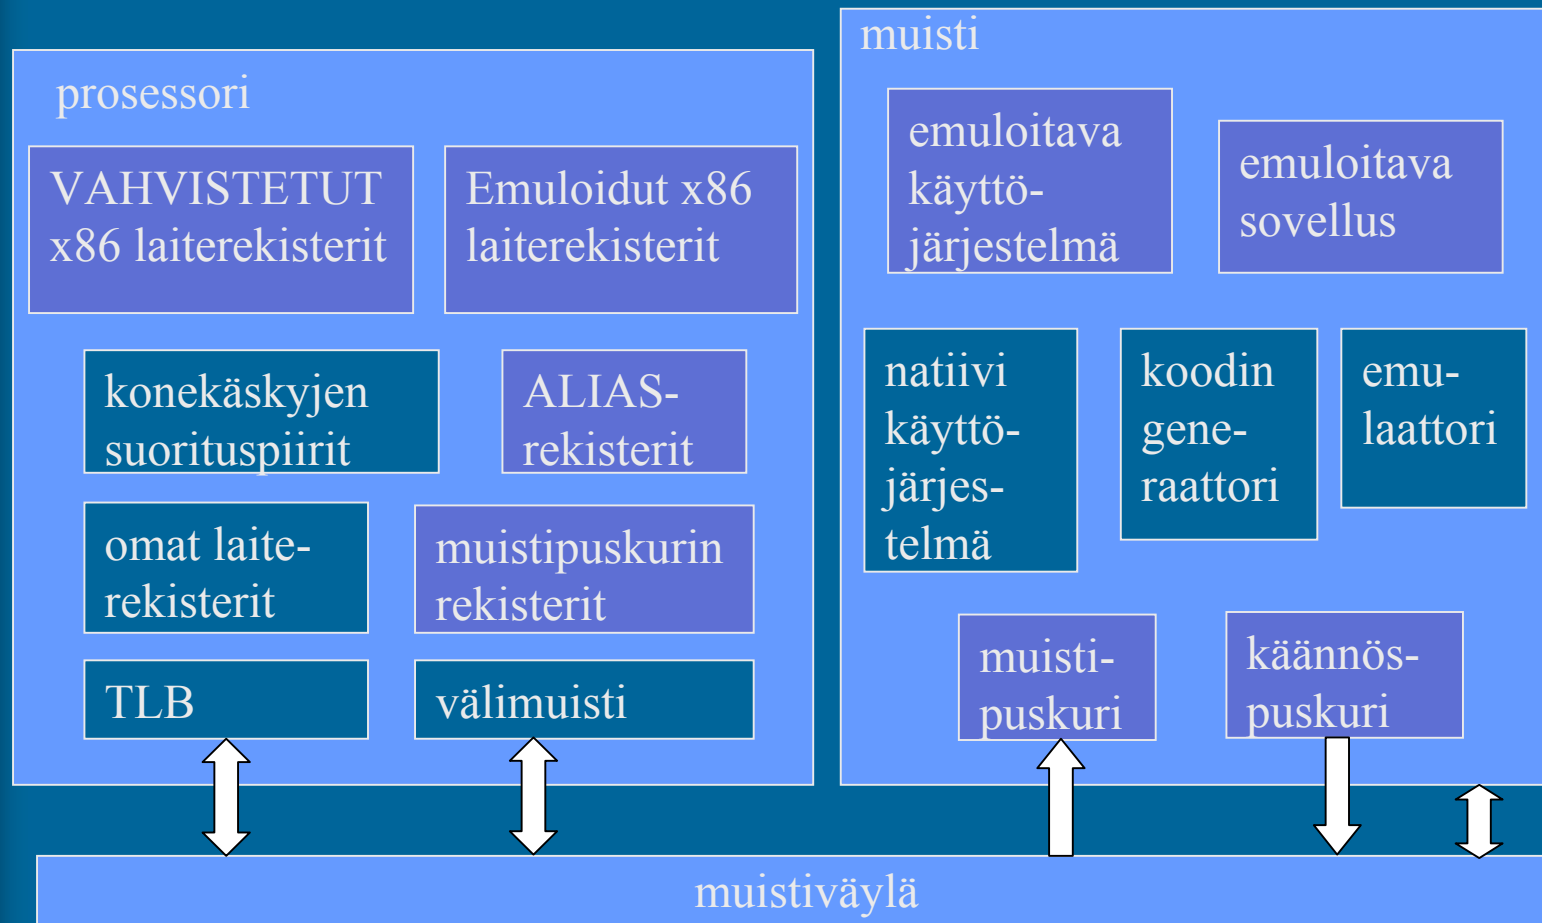 prosessori
VAHVISTETUT
x86 laiterekisterit
Emuloidut x86
laiterekisterit
konekäskyjen
suorituspiirit
ALIAS-
rekisterit
omat laite-
rekisterit
muistipuskurin
rekisterit
TLB
välimuisti
muisti
emuloitava
käyttö-
järjestelmä
emuloitava
sovellus
natiivi
käyttö-
järjes-
telmä
koodin
gene-
raattori
emu-
laattori
muisti-
puskuri
käännös-
puskuri
muistiväylä